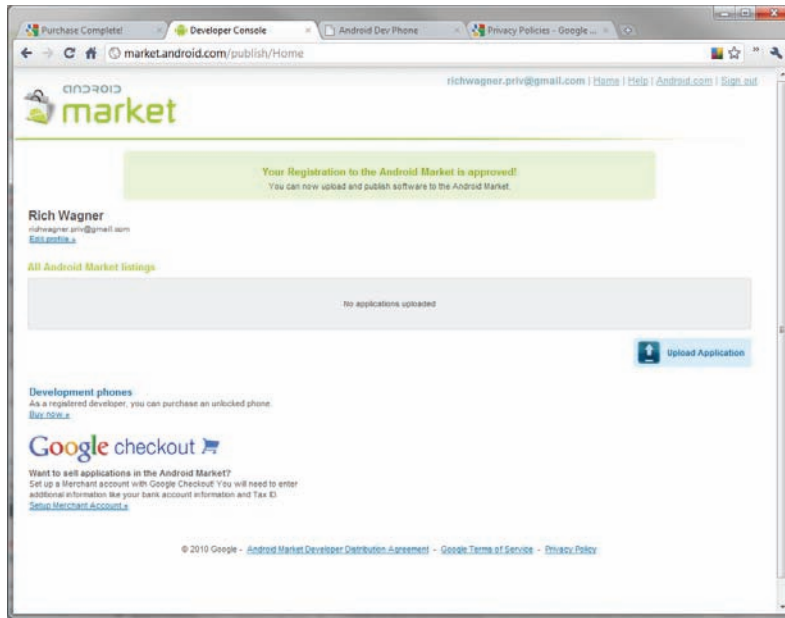 Purchase Complete!
Developer Console
Android Dev Phone
Privacy Policies - Google ...
market.android.com/publish/Home
richwagner.priv@gmail.com | Home | Help | Android.com | Sign out
android
market
Your Registration to the Android Market is approved!
You can now upload and publish software to the Android Market.
Rich Wagner
richwagner.priv@gmail.com
Edit profile »
All Android Market listings
No applications uploaded
Upload Application
Development phones
As a registered developer, you can purchase an unlocked phone.
Buy now »
Google checkout
Want to sell applications in the Android Market?
Set up a Merchant account with Google Checkout! You will need to enter
additional information like your bank account information and Tax ID.
Setup Merchant Account »
© 2010 Google - Android Market Developer Distribution Agreement - Google Terms of Service - Privacy Policy